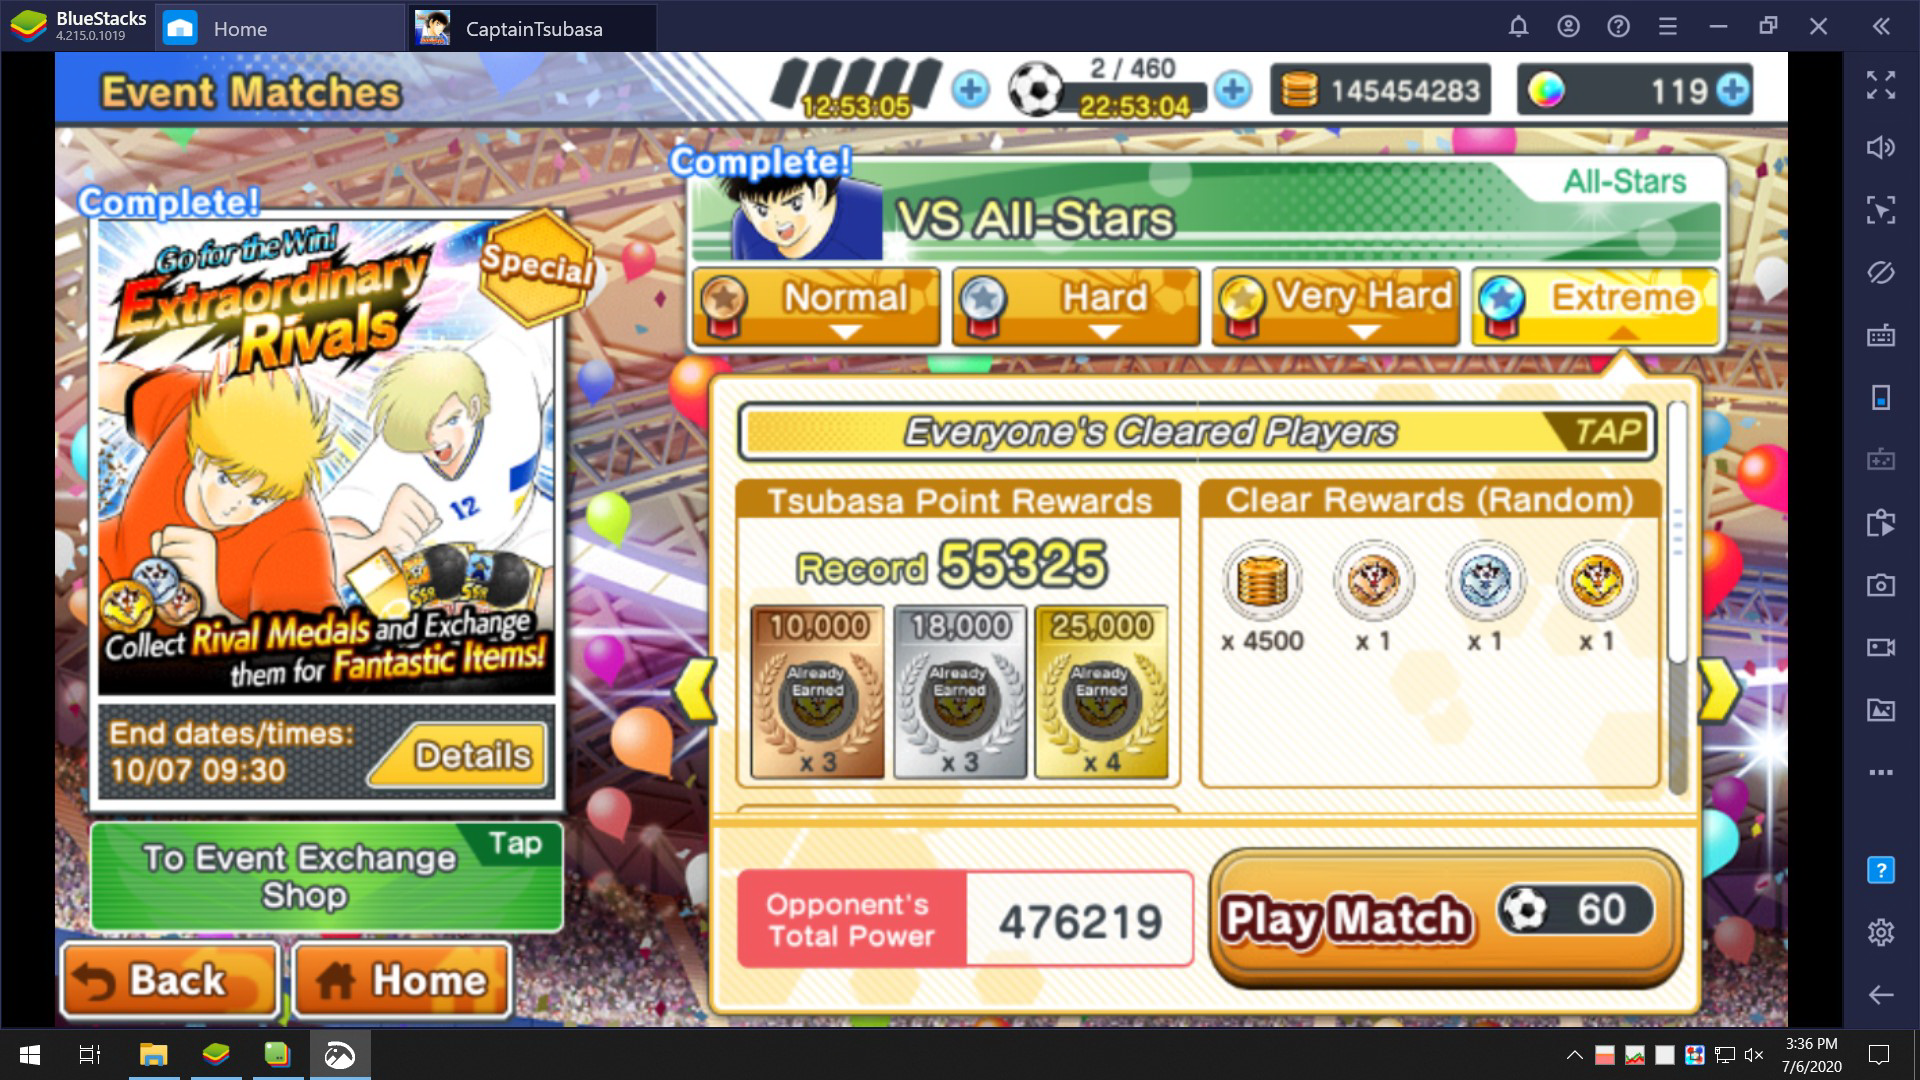 BlueStacks
4.215.0.1019
Home
CaptainTsubasa
Event Matches
12:53:05
2 / 460
22:53:04
145454283
119
Complete!
Go for the Win!
Extraordinary
Rivals
Special
12
SSR SSR
Collect Rival Medals and Exchange
them for Fantastic Items!
End dates/times:
10/07 09:30
Details
To Event Exchange
Shop
Tap
Back
Home
Complete!
VS All-Stars
All-Stars
Normal
Hard
Very Hard
Extreme
Everyone's Cleared Players
TAP
Tsubasa Point Rewards
Record 55325
10,000
Already
Earned
x 3
18,000
Already
Earned
x 3
25,000
Already
Earned
x 4
Clear Rewards (Random)
x 4500
x 1
x 1
x 1
Opponent's
Total Power
476219
Play Match
60
3:36 PM
7/6/2020